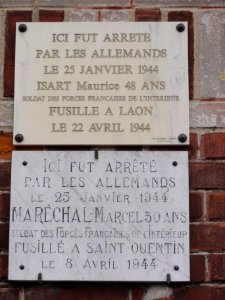 ICI FUT ARRETE
PAR LES ALLEMANDS
LE 25 JANVIER 1944
ISART Maurice 48 ANS
SOLDAT DES FORCES FRANÇAISES DE L'INTERIEUR
FUSILLE A LAON
LE 22 AVRIL 1944
ICI FUT ARRÊTÉ
PAR LES ALLEMANDS
LE 25 JANVIER 1944
MARÉCHAL-MARCEL 30 ANS
SOLDAT DES FORCES FRANÇAISES DE L'INTÉRIEUR
FUSILLÉ A SAINT-QUENTIN
LE 8 AVRIL 1944